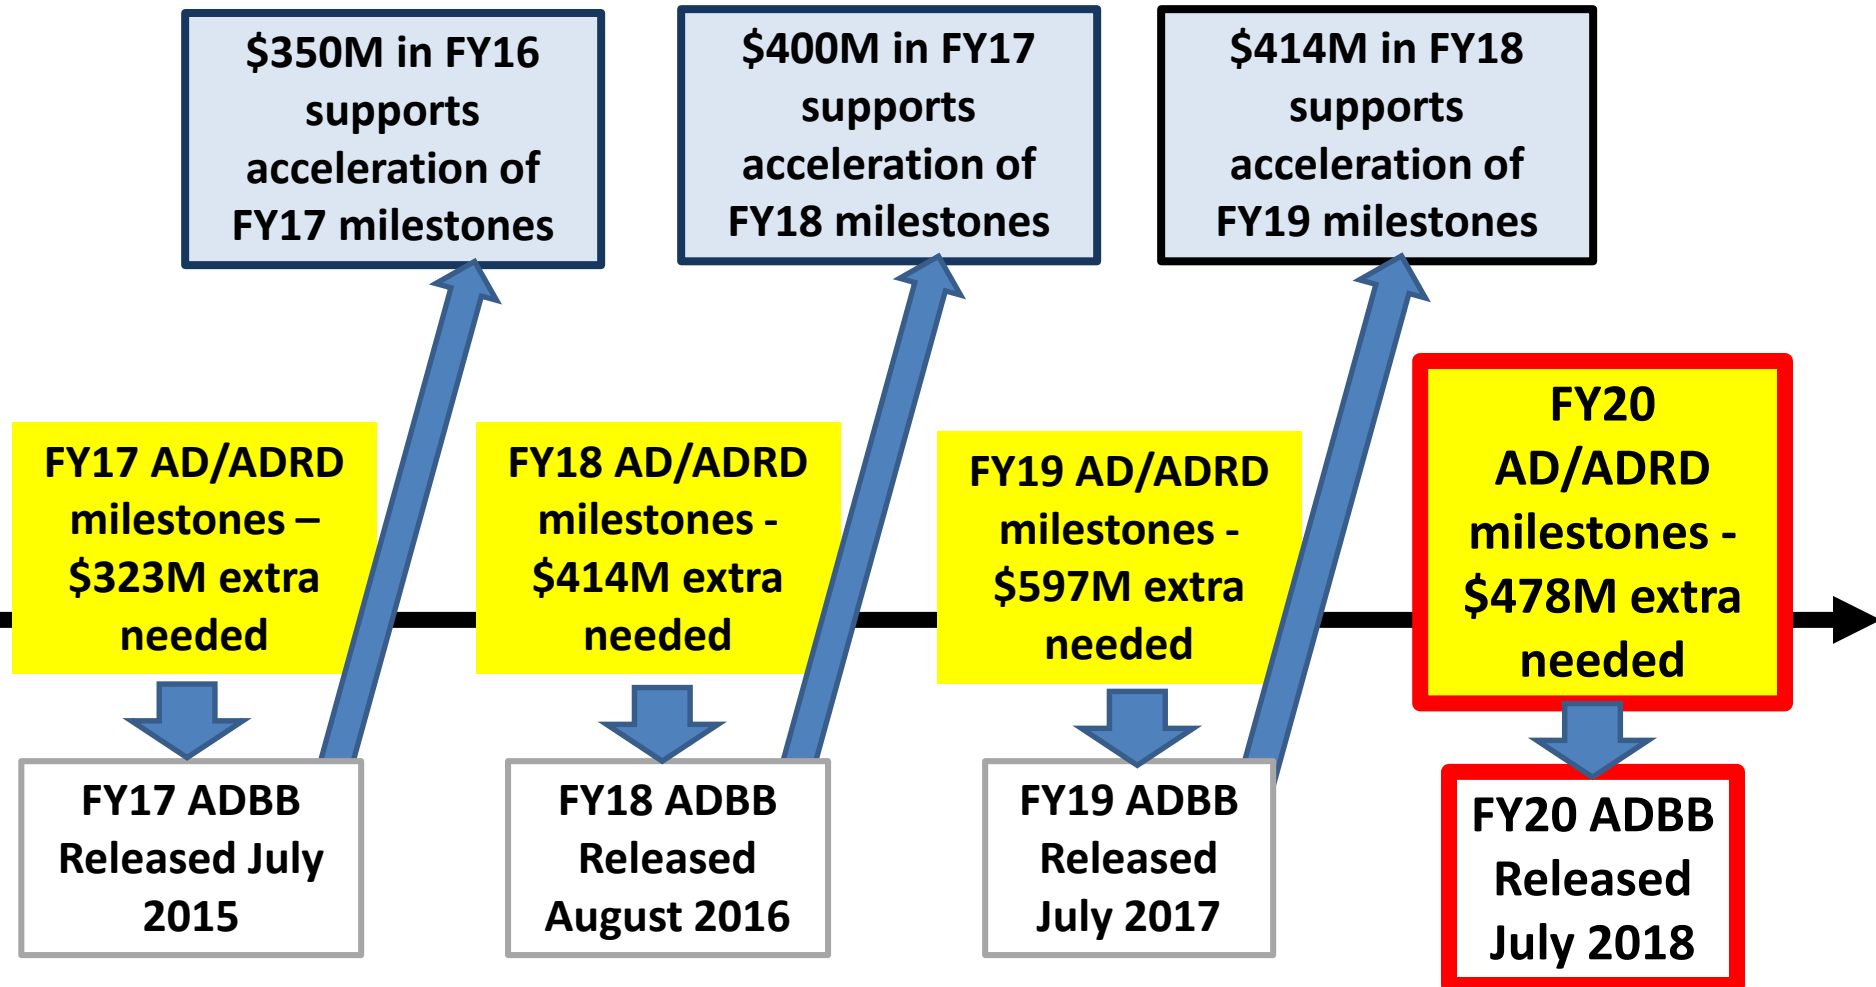 $350M in FY16
supports
acceleration of
FY17 milestones
$400M in FY17
supports
acceleration of
FY18 milestones
$414M in FY18
supports
acceleration of
FY19 milestones
FY17 AD/ADRD
milestones –
$323M extra
needed
FY18 AD/ADRD
milestones -
$414M extra
needed
FY19 AD/ADRD
milestones -
$597M extra
needed
FY20
AD/ADRD
milestones -
$478M extra
needed
FY17 ADBB
Released July
2015
FY18 ADBB
Released
August 2016
FY19 ADBB
Released
July 2017
FY20 ADBB
Released
July 2018